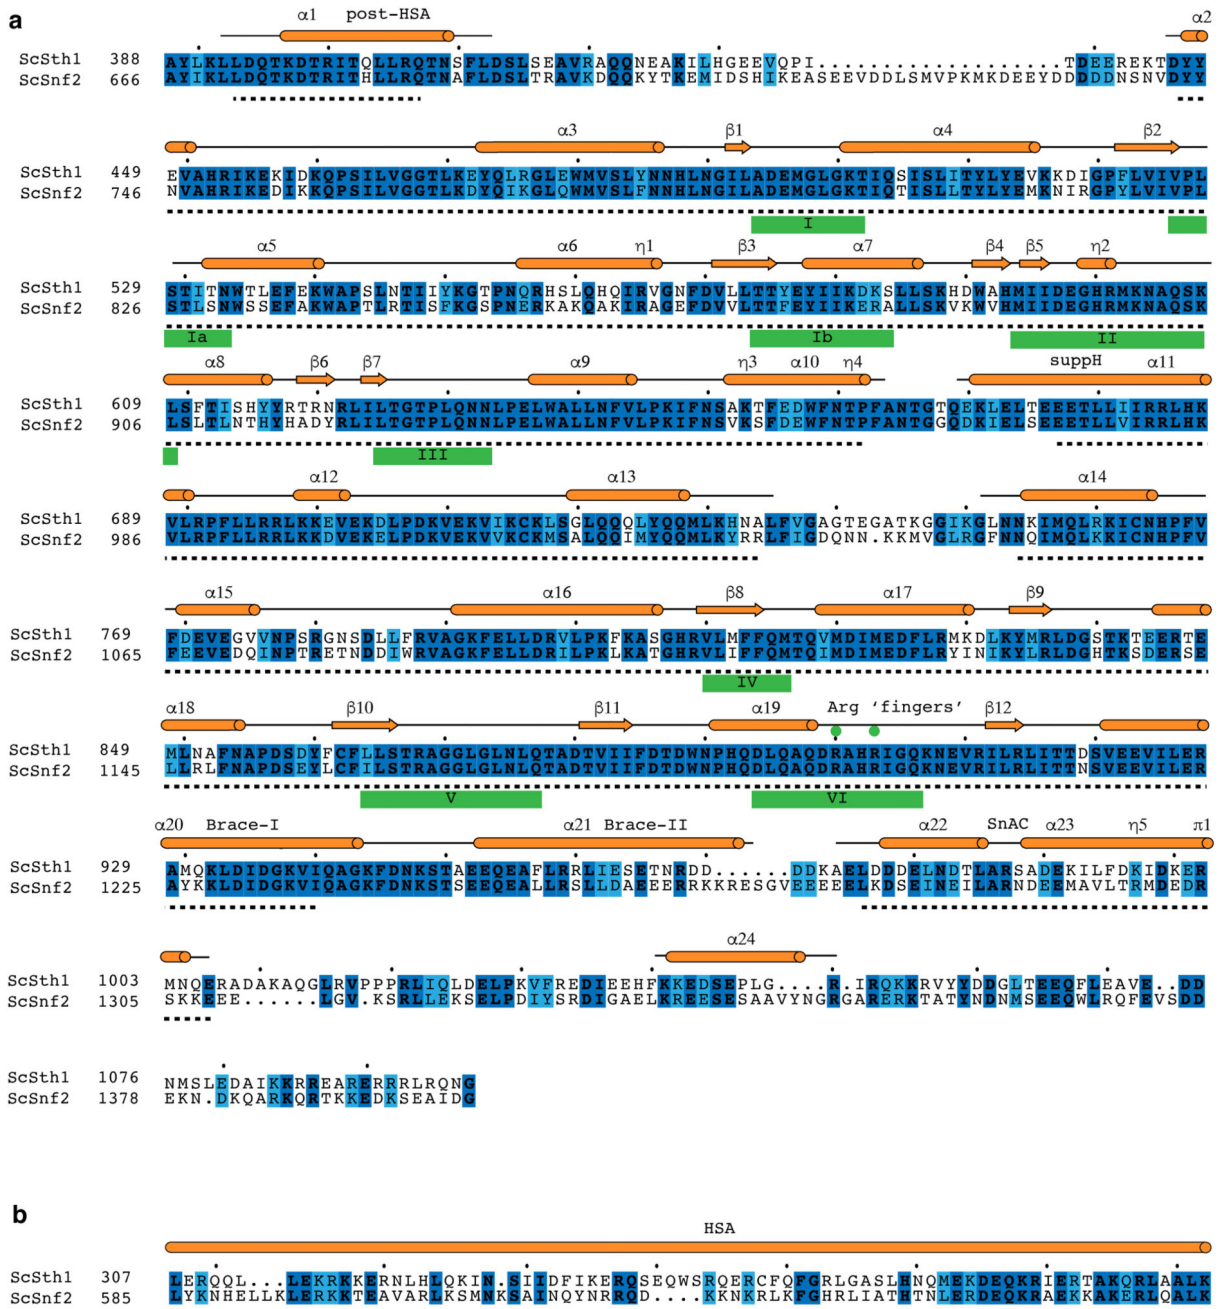 a
α1 post-HSA α2
ScSth1 388 AYLKLLDQTKDTRITQLLRQTNSFLDSLSEAVRAQQNEAKILHGEEVQPI...................TDEEREKTDYY
ScSnf2 666 AYIKLLDQTKDTRITHLLRQTNAFLDSLTRAVKDQQKYTKEMIDSHIKEASEEVDDLSMVPKMKDEEYDDDDDNSNVDYY
α3 β1 α4 β2
ScSth1 449 EVAHRIKEKIDKQPSILVGGTLKEYQLRGLEWMVSLYNNHLNGILADEMGLGKTIQSISLITYLYEVKKDIGPFLVIVPL
ScSnf2 746 NVAHRIKEDIKKQPSILVGGTLKDYQIKGLQWMVSLFNNHLNGILADEMGLGKTIQTISLLTYLYEMKNIRGPYLVIVPL
I
α5 α6 η1 β3 α7 β4 β5 η2
ScSth1 529 STITNWTLEFEKWAPSLNTIIYKGTPNQRHSLQHQIRVGNFDVLLTTYEYIIKDKSLLSKHDWAHMIIDEGHRMKNAQSK
ScSnf2 826 STLSNWSSEFAKWAPTLRTISFKGSPNERKAKQAKIRAGEFDVVLTTFEYIIKERALLSKVKWVHMIIDEGHRMKNAQSK
Ia Ib II
α8 β6 β7 α9 η3 α10 η4 suppH α11
ScSth1 609 LSFTISHYYRTRNRLILTGTPLQNNLPELWALLNFVLPKIFNSAKTFEDWFNTPFANTGTQEKLELTEEETLLIIRRLHK
ScSnf2 906 LSLTLNTHYHADYRLILTGTPLQNNLPELWALLNFVLPKIFNSVKSFDEWFNTPFANTGGQDKIELSEEETLLVIRRLHK
III
α12 α13 α14
ScSth1 689 VLRPFLLRRLKKEVEKDLPDKVEKVIKCKLSGLQQQLYQQMLKHNALFVGAGTEGATKGGIKGLNNKIMQLRKICNHPFV
ScSnf2 986 VLRPFLLRRLKKDVEKELPDKVEKVVKCKMSALQQIMYQQMLKYRRLFIGDQNN.KKMVGLRGFNNQIMQLKKICNHPFV
α15 α16 β8 α17 β9
ScSth1 769 FDEVEGVVNPSRGNSDLLFRVAGKFELLDRVLPKFKASGHRVLMFFQMTQVMDIMEDFLRMKDLKYMRLDGSTKTEERTE
ScSnf2 1065 FEEVEDQINPTRETNDDIWRVAGKFELLDRILPKLKATGHRVLIFFQMTQIMDIMEDFLRYINIKYLRLDGHTKSDERSE
IV
α18 β10 β11 α19 Arg ‘fingers’ β12
ScSth1 849 MLNAFNAPDSDYFCFLLSTRAGGLGLNLQTADTVIIFDTDWNPHQDLQAQDRAHRIGQKNEVRILRLITTDSVEEVILER
ScSnf2 1145 LLRLFNAPDSEYLCFILSTRAGGLGLNLQTADTVIIFDTDWNPHQDLQAQDRAHRIGQKNEVRILRLITTNSVEEVILER
V VI
α20 Brace-I α21 Brace-II α22 SnAC α23 η5 π1
ScSth1 929 AMQKLDIDGKVIQAGKFDNKSTAEEQEAFLRRLIESETNRDD......DDKAELDDDELNDTLARSADEKILFDKIDKER
ScSnf2 1225 AYKKLDIDGKVIQAGKFDNKSTSEEQEALLRSLLDAEEERRKKRESGVEEEEELKDSEINEILARNDEEMAVLTRMDEDR
α24
ScSth1 1003 MNQERADAKAQGLRVPPPRLIQLDELPKVFREDIEEHFKKEDSEPLG....R.IRQKKRVYYDDGLTEEQFLEAVE..DD
ScSnf2 1305 SKKEEE......LGV.KSRLLEKSELPDIYSRDIGAELKREESESAAVYNGRGARERKTATYNDNMSEEQWLRQFEVSDD
ScSth1 1076 NMSLEDAIKKRREARERRRLRQNG
ScSnf2 1378 EKN.DKQARKQRTKKEDKSEAIDG
b
HSA
ScSth1 307 LERQQL...LEKRKKERNLHLQKINN.SIIDFIKERQSEQWSRQERCFQFGRLGASLHNQMEKDEQKRIERTAKQRLAALK
ScSnf2 585 LYKNHELLKLERKKTEAVARLKSMNKSAINQYNRRQD....KKNKRLKFGHRLIATHTNLERDEQKRAEKKAKERLQALK